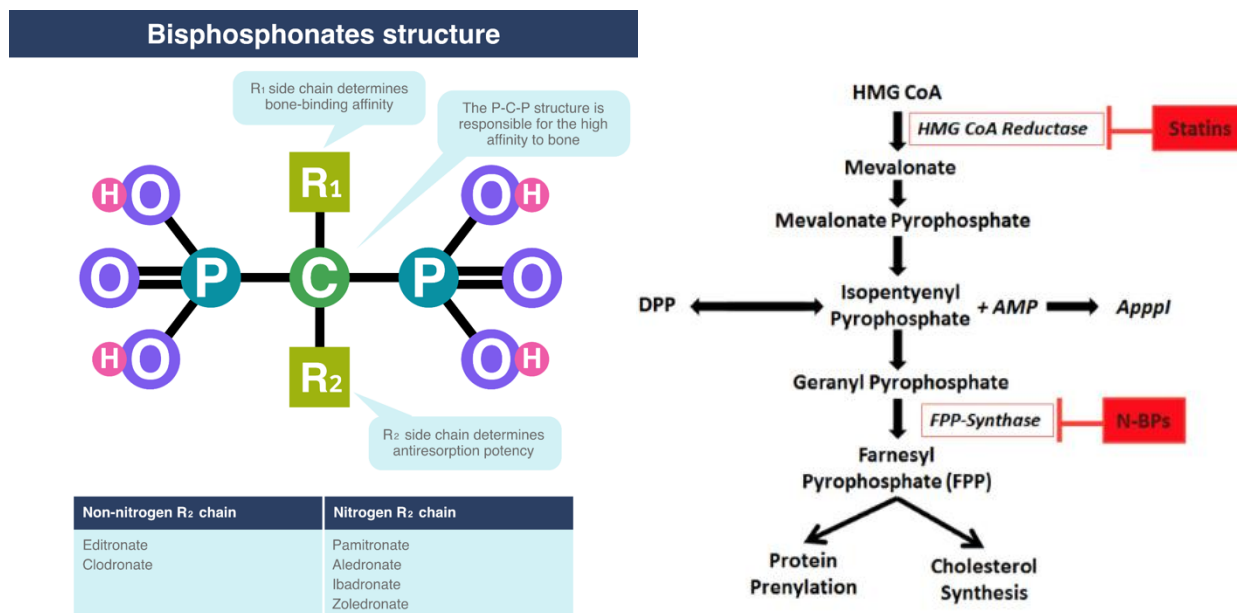 Bisphosphonates structure
R1 side chain determines
bone-binding affinity
The P-C-P structure is
responsible for the high
affinity to bone
H O R1 O H
O P C P O
H O R2 O H
R2 side chain determines
antiresorption potency
Non-nitrogen R2 chain
Editronate
Clodronate
Nitrogen R2 chain
Pamitronate
Aledronate
Ibadronate
Zoledronate
HMG CoA
HMG CoA Reductase
Statins
Mevalonate
Mevalonate Pyrophosphate
DPP
Isopentyenyl
Pyrophosphate
+ AMP
ApppI
Geranyl Pyrophosphate
FPP-Synthase
N-BPs
Farnesyl
Pyrophosphate (FPP)
Protein
Prenylation
Cholesterol
Synthesis